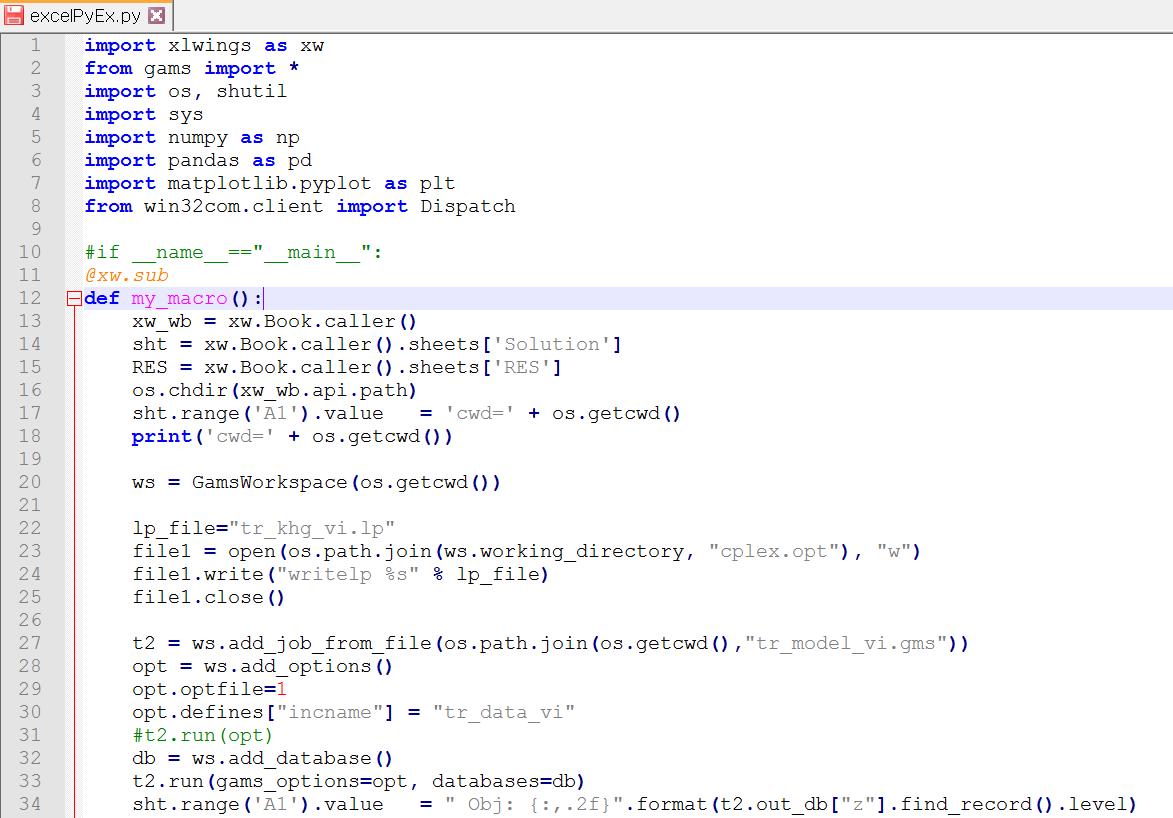 excelPyEx.py
1 import xlwings as xw
2 from gams import *
3 import os, shutil
4 import sys
5 import numpy as np
6 import pandas as pd
7 import matplotlib.pyplot as plt
8 from win32com.client import Dispatch
9
10 #if __name__=="__main__":
11 @xw.sub
12 def my_macro():
13     xw_wb = xw.Book.caller()
14     sht = xw.Book.caller().sheets['Solution']
15     RES = xw.Book.caller().sheets['RES']
16     os.chdir(xw_wb.api.path)
17     sht.range('A1').value   = 'cwd=' + os.getcwd()
18     print('cwd=' + os.getcwd())
19
20     ws = GamsWorkspace(os.getcwd())
21
22     lp_file="tr_khg_vi.lp"
23     file1 = open(os.path.join(ws.working_directory, "cplex.opt"), "w")
24     file1.write("writelp %s" % lp_file)
25     file1.close()
26
27     t2 = ws.add_job_from_file(os.path.join(os.getcwd(),"tr_model_vi.gms"))
28     opt = ws.add_options()
29     opt.optfile=1
30     opt.defines["incname"] = "tr_data_vi"
31     #t2.run(opt)
32     db = ws.add_database()
33     t2.run(gams_options=opt, databases=db)
34     sht.range('A1').value   = " Obj: {:,.2f}".format(t2.out_db["z"].find_record().level)